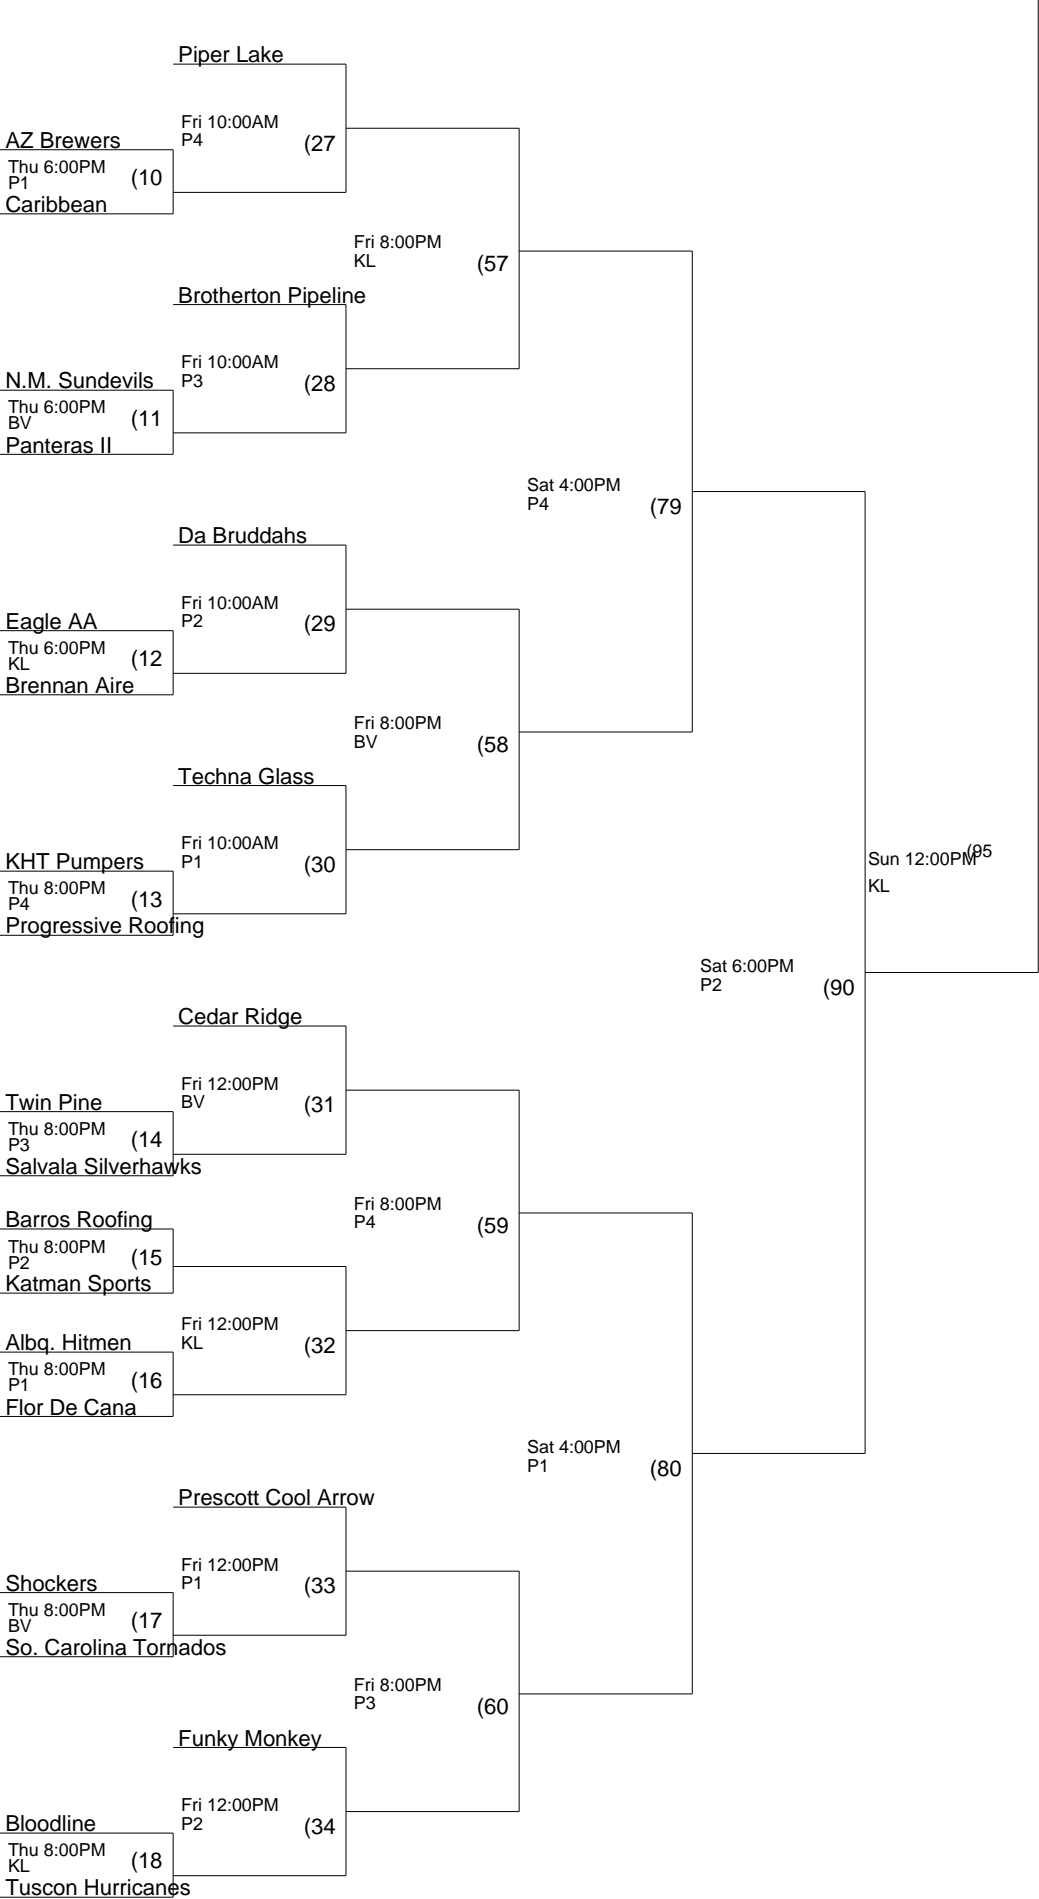 Piper Lake
Fri 10:00AM
P4
(27
AZ Brewers
Thu 6:00PM
P1
(10
Caribbean
Fri 8:00PM
KL
(57
Brotherton Pipeline
Fri 10:00AM
P3
(28
N.M. Sundevils
Thu 6:00PM
BV
(11
Panteras II
Sat 4:00PM
P4
(79
Da Bruddahs
Fri 10:00AM
P2
(29
Eagle AA
Thu 6:00PM
KL
(12
Brennan Aire
Fri 8:00PM
BV
(58
Techna Glass
Fri 10:00AM
P1
(30
KHT Pumpers
Thu 8:00PM
P4
(13
Progressive Roofing
Sun 12:00PM
(95
KL
Sat 6:00PM
P2
(90
Cedar Ridge
Fri 12:00PM
BV
(31
Twin Pine
Thu 8:00PM
P3
(14
Salvala Silverhawks
Fri 8:00PM
P4
(59
Barros Roofing
Thu 8:00PM
P2
(15
Katman Sports
Fri 12:00PM
KL
(32
Albq. Hitmen
Thu 8:00PM
P1
(16
Flor De Cana
Sat 4:00PM
P1
(80
Prescott Cool Arrow
Fri 12:00PM
P1
(33
Shockers
Thu 8:00PM
BV
(17
So. Carolina Tornados
Fri 8:00PM
P3
(60
Funky Monkey
Fri 12:00PM
P2
(34
Bloodline
Thu 8:00PM
KL
(18
Tuscon Hurricanes